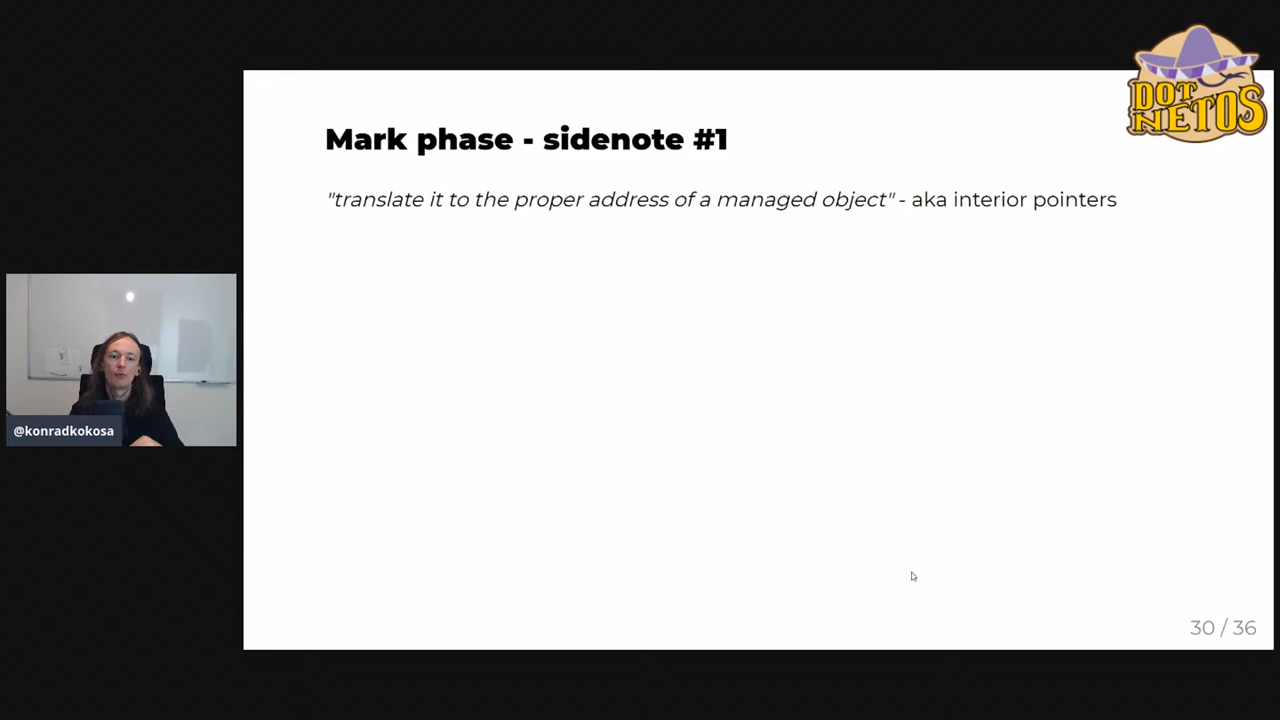 DOT
NETOS
Mark phase - sidenote #1
"translate it to the proper address of a managed object" - aka interior pointers
@konradkokosa
30 / 36